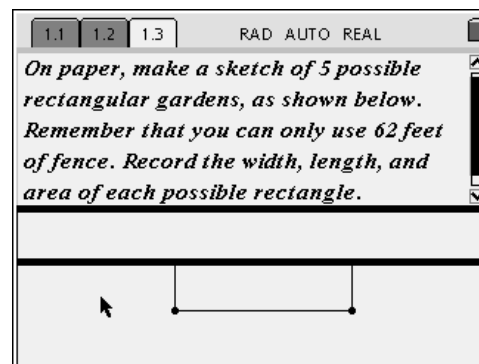 1.1 1.2 1.3 RAD AUTO REAL
On paper, make a sketch of 5 possible
rectangular gardens, as shown below.
Remember that you can only use 62 feet
of fence. Record the width, length, and
area of each possible rectangle.